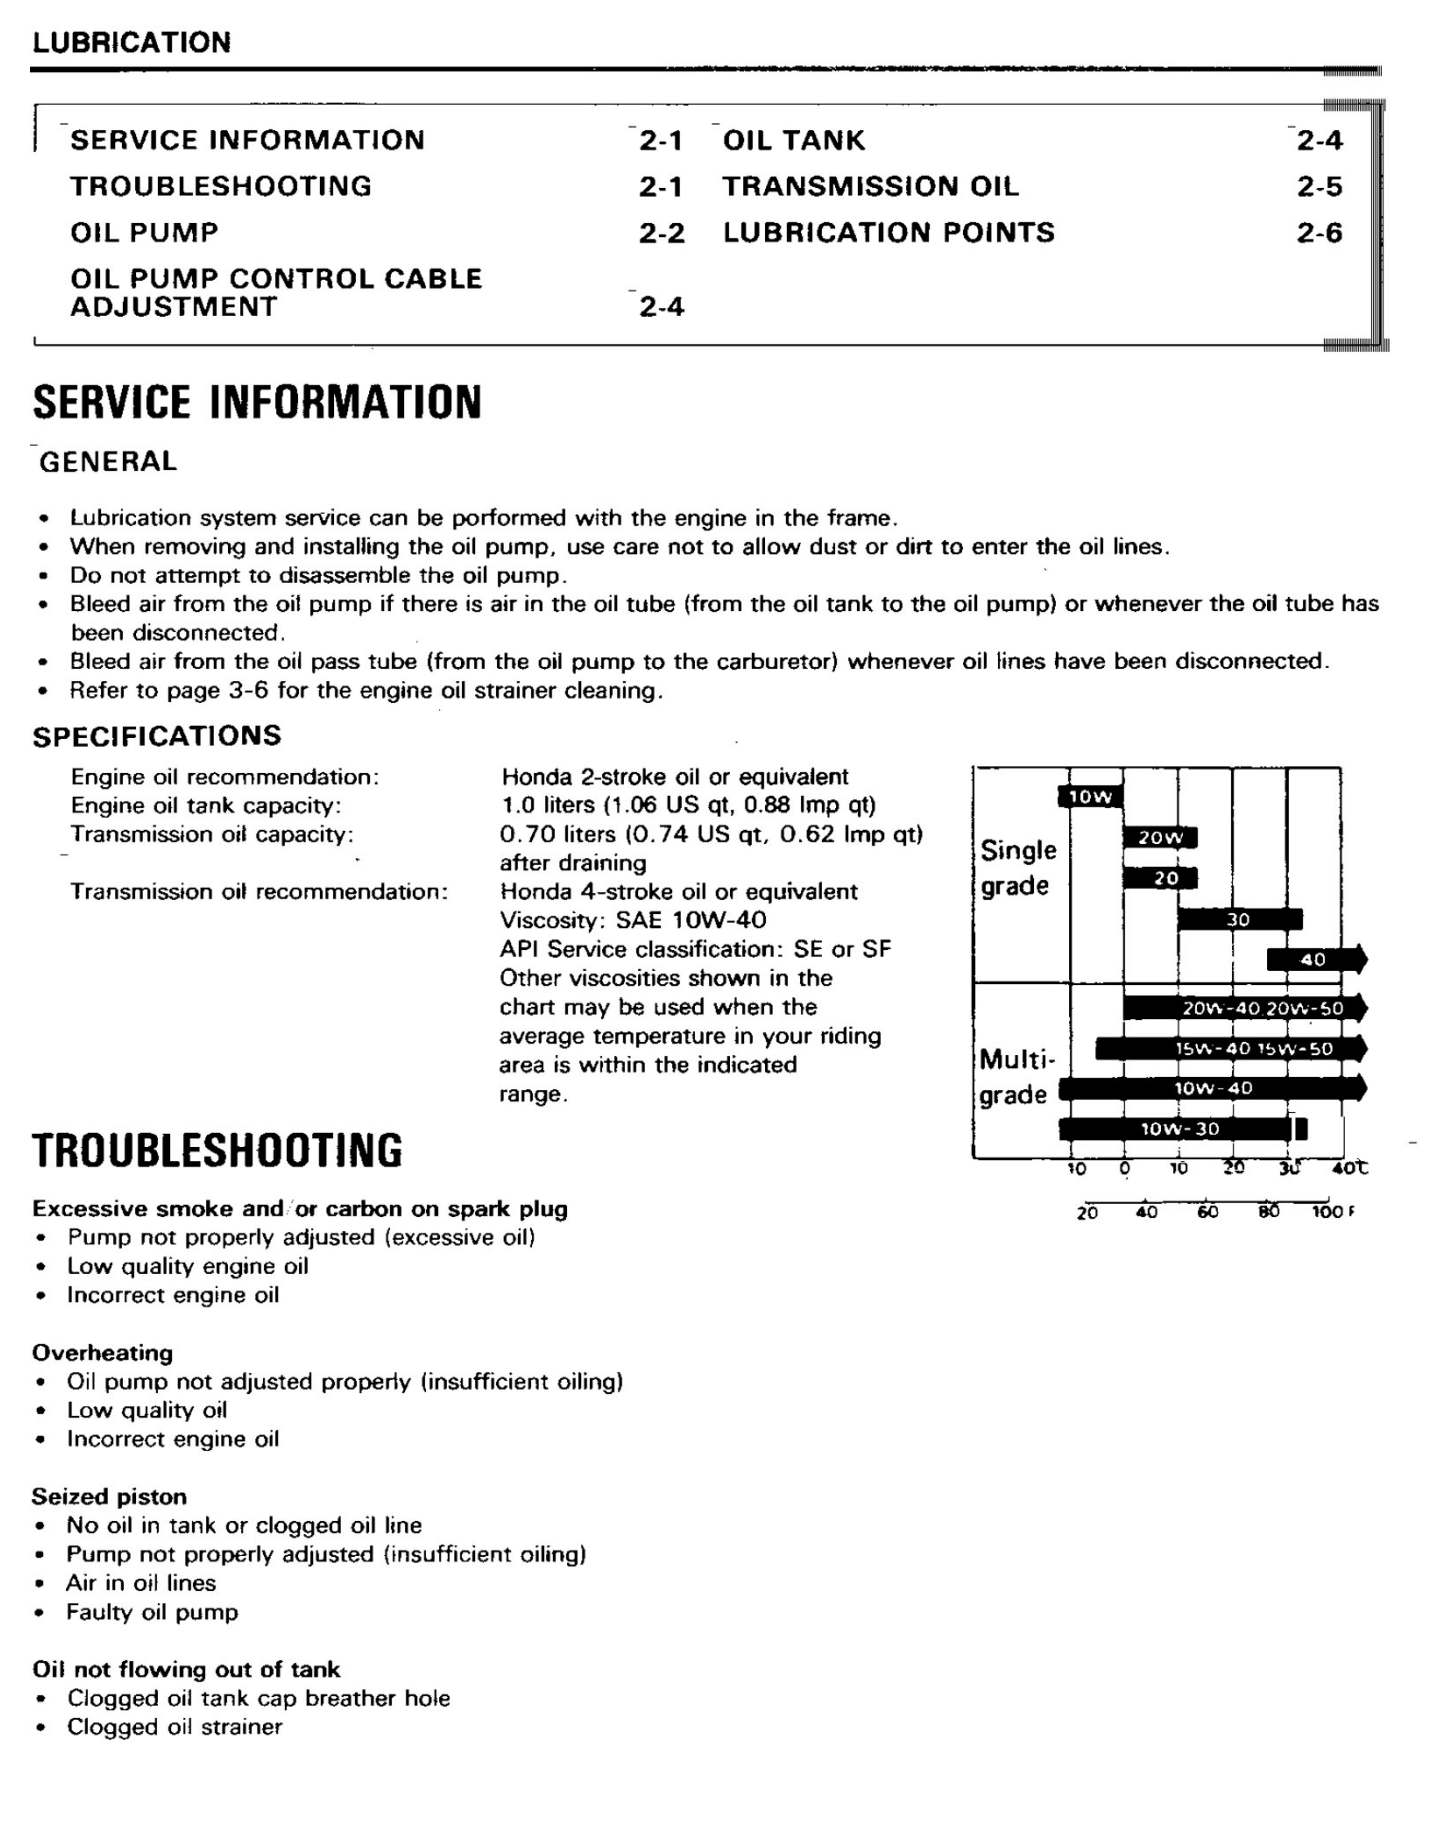 LUBRICATION
SERVICE INFORMATION 2-1 OIL TANK 2-4
TROUBLESHOOTING 2-1 TRANSMISSION OIL 2-5
OIL PUMP 2-2 LUBRICATION POINTS 2-6
OIL PUMP CONTROL CABLE
ADJUSTMENT 2-4
SERVICE INFORMATION
GENERAL
• Lubrication system service can be porformed with the engine in the frame.
• When removing and installing the oil pump, use care not to allow dust or dirt to enter the oil lines.
• Do not attempt to disassemble the oil pump.
• Bleed air from the oil pump if there is air in the oil tube (from the oil tank to the oil pump) or whenever the oil tube has
been disconnected.
• Bleed air from the oil pass tube (from the oil pump to the carburetor) whenever oil lines have been disconnected.
• Refer to page 3-6 for the engine oil strainer cleaning.
SPECIFICATIONS
Engine oil recommendation: Honda 2-stroke oil or equivalent
Engine oil tank capacity: 1.0 liters (1.06 US qt, 0.88 Imp qt)
Transmission oil capacity: 0.70 liters (0.74 US qt, 0.62 Imp qt)
after draining
Transmission oil recommendation: Honda 4-stroke oil or equivalent
Viscosity: SAE 10W-40
API Service classification: SE or SF
Other viscosities shown in the
chart may be used when the
average temperature in your riding
area is within the indicated
range.
Single
grade
10W
20W
20
30
40
Multi-
grade
20W-40 20W-50
15W-40 15W-50
10W-40
10W-30
10 0 10 20 30 40°C
20 40 60 80 100 F
TROUBLESHOOTING
Excessive smoke and/or carbon on spark plug
• Pump not properly adjusted (excessive oil)
• Low quality engine oil
• Incorrect engine oil
Overheating
• Oil pump not adjusted properly (insufficient oiling)
• Low quality oil
• Incorrect engine oil
Seized piston
• No oil in tank or clogged oil line
• Pump not properly adjusted (insufficient oiling)
• Air in oil lines
• Faulty oil pump
Oil not flowing out of tank
• Clogged oil tank cap breather hole
• Clogged oil strainer